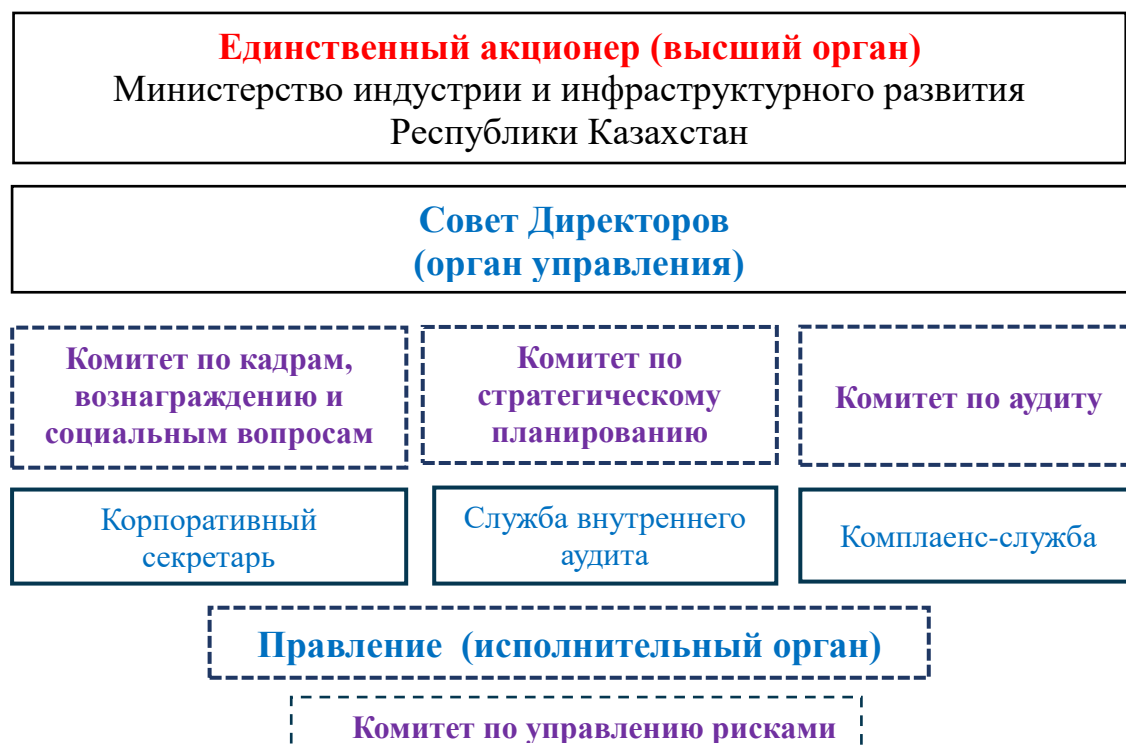 Единственный акционер (высший орган)
Министерство индустрии и инфраструктурного развития
Республики Казахстан
Совет Директоров
(орган управления)
Комитет по кадрам,
вознаграждению и
социальным вопросам
Комитет по
стратегическому
планированию
Комитет по аудиту
Корпоративный
секретарь
Служба внутреннего
аудита
Комплаенс-служба
Правление (исполнительный орган)
Комитет по управлению рисками